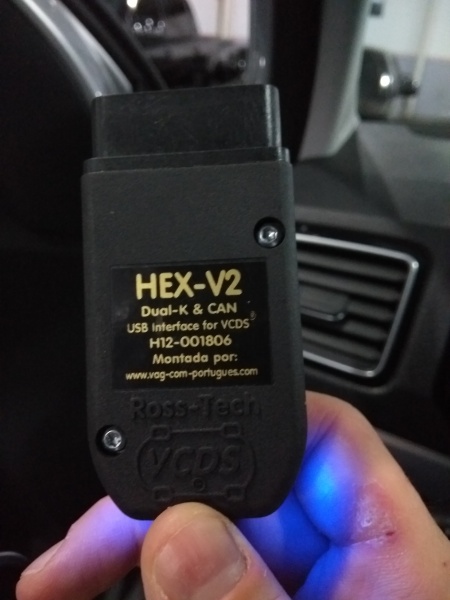 HEX-V2
Dual-K & CAN
USB Interface for VCDS®
H12-001806
Montada por:
www.vag-com-portugues.com
Ross-Tech
VCDS